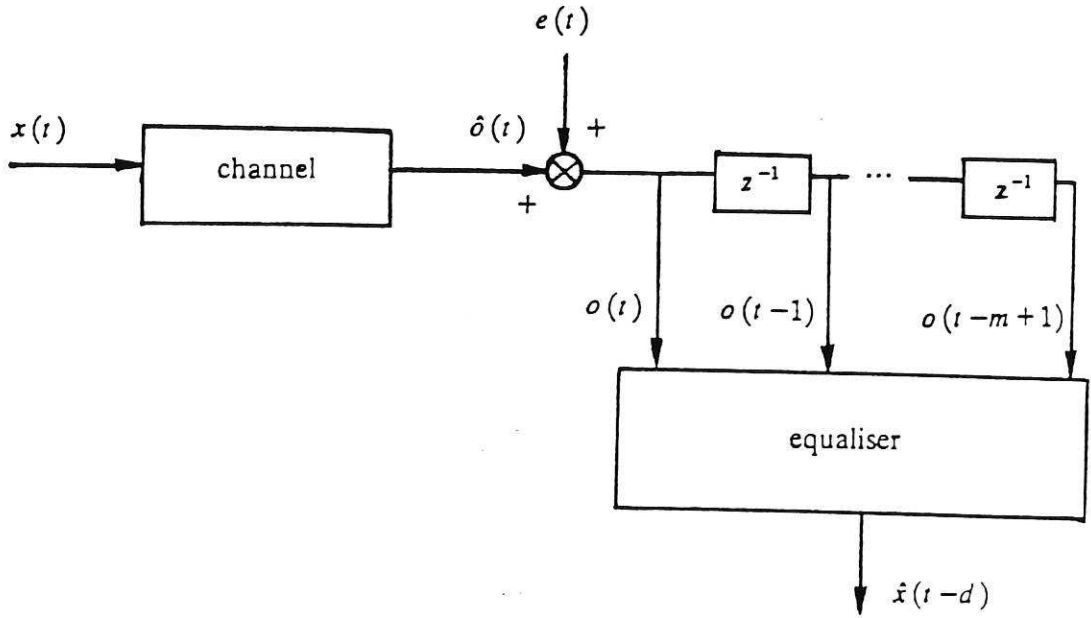 e(t)
x(t)
channel
ô(t)
+
+
z⁻¹
...
z⁻¹
o(t)
o(t-1)
o(t-m+1)
equaliser
x̂(t-d)